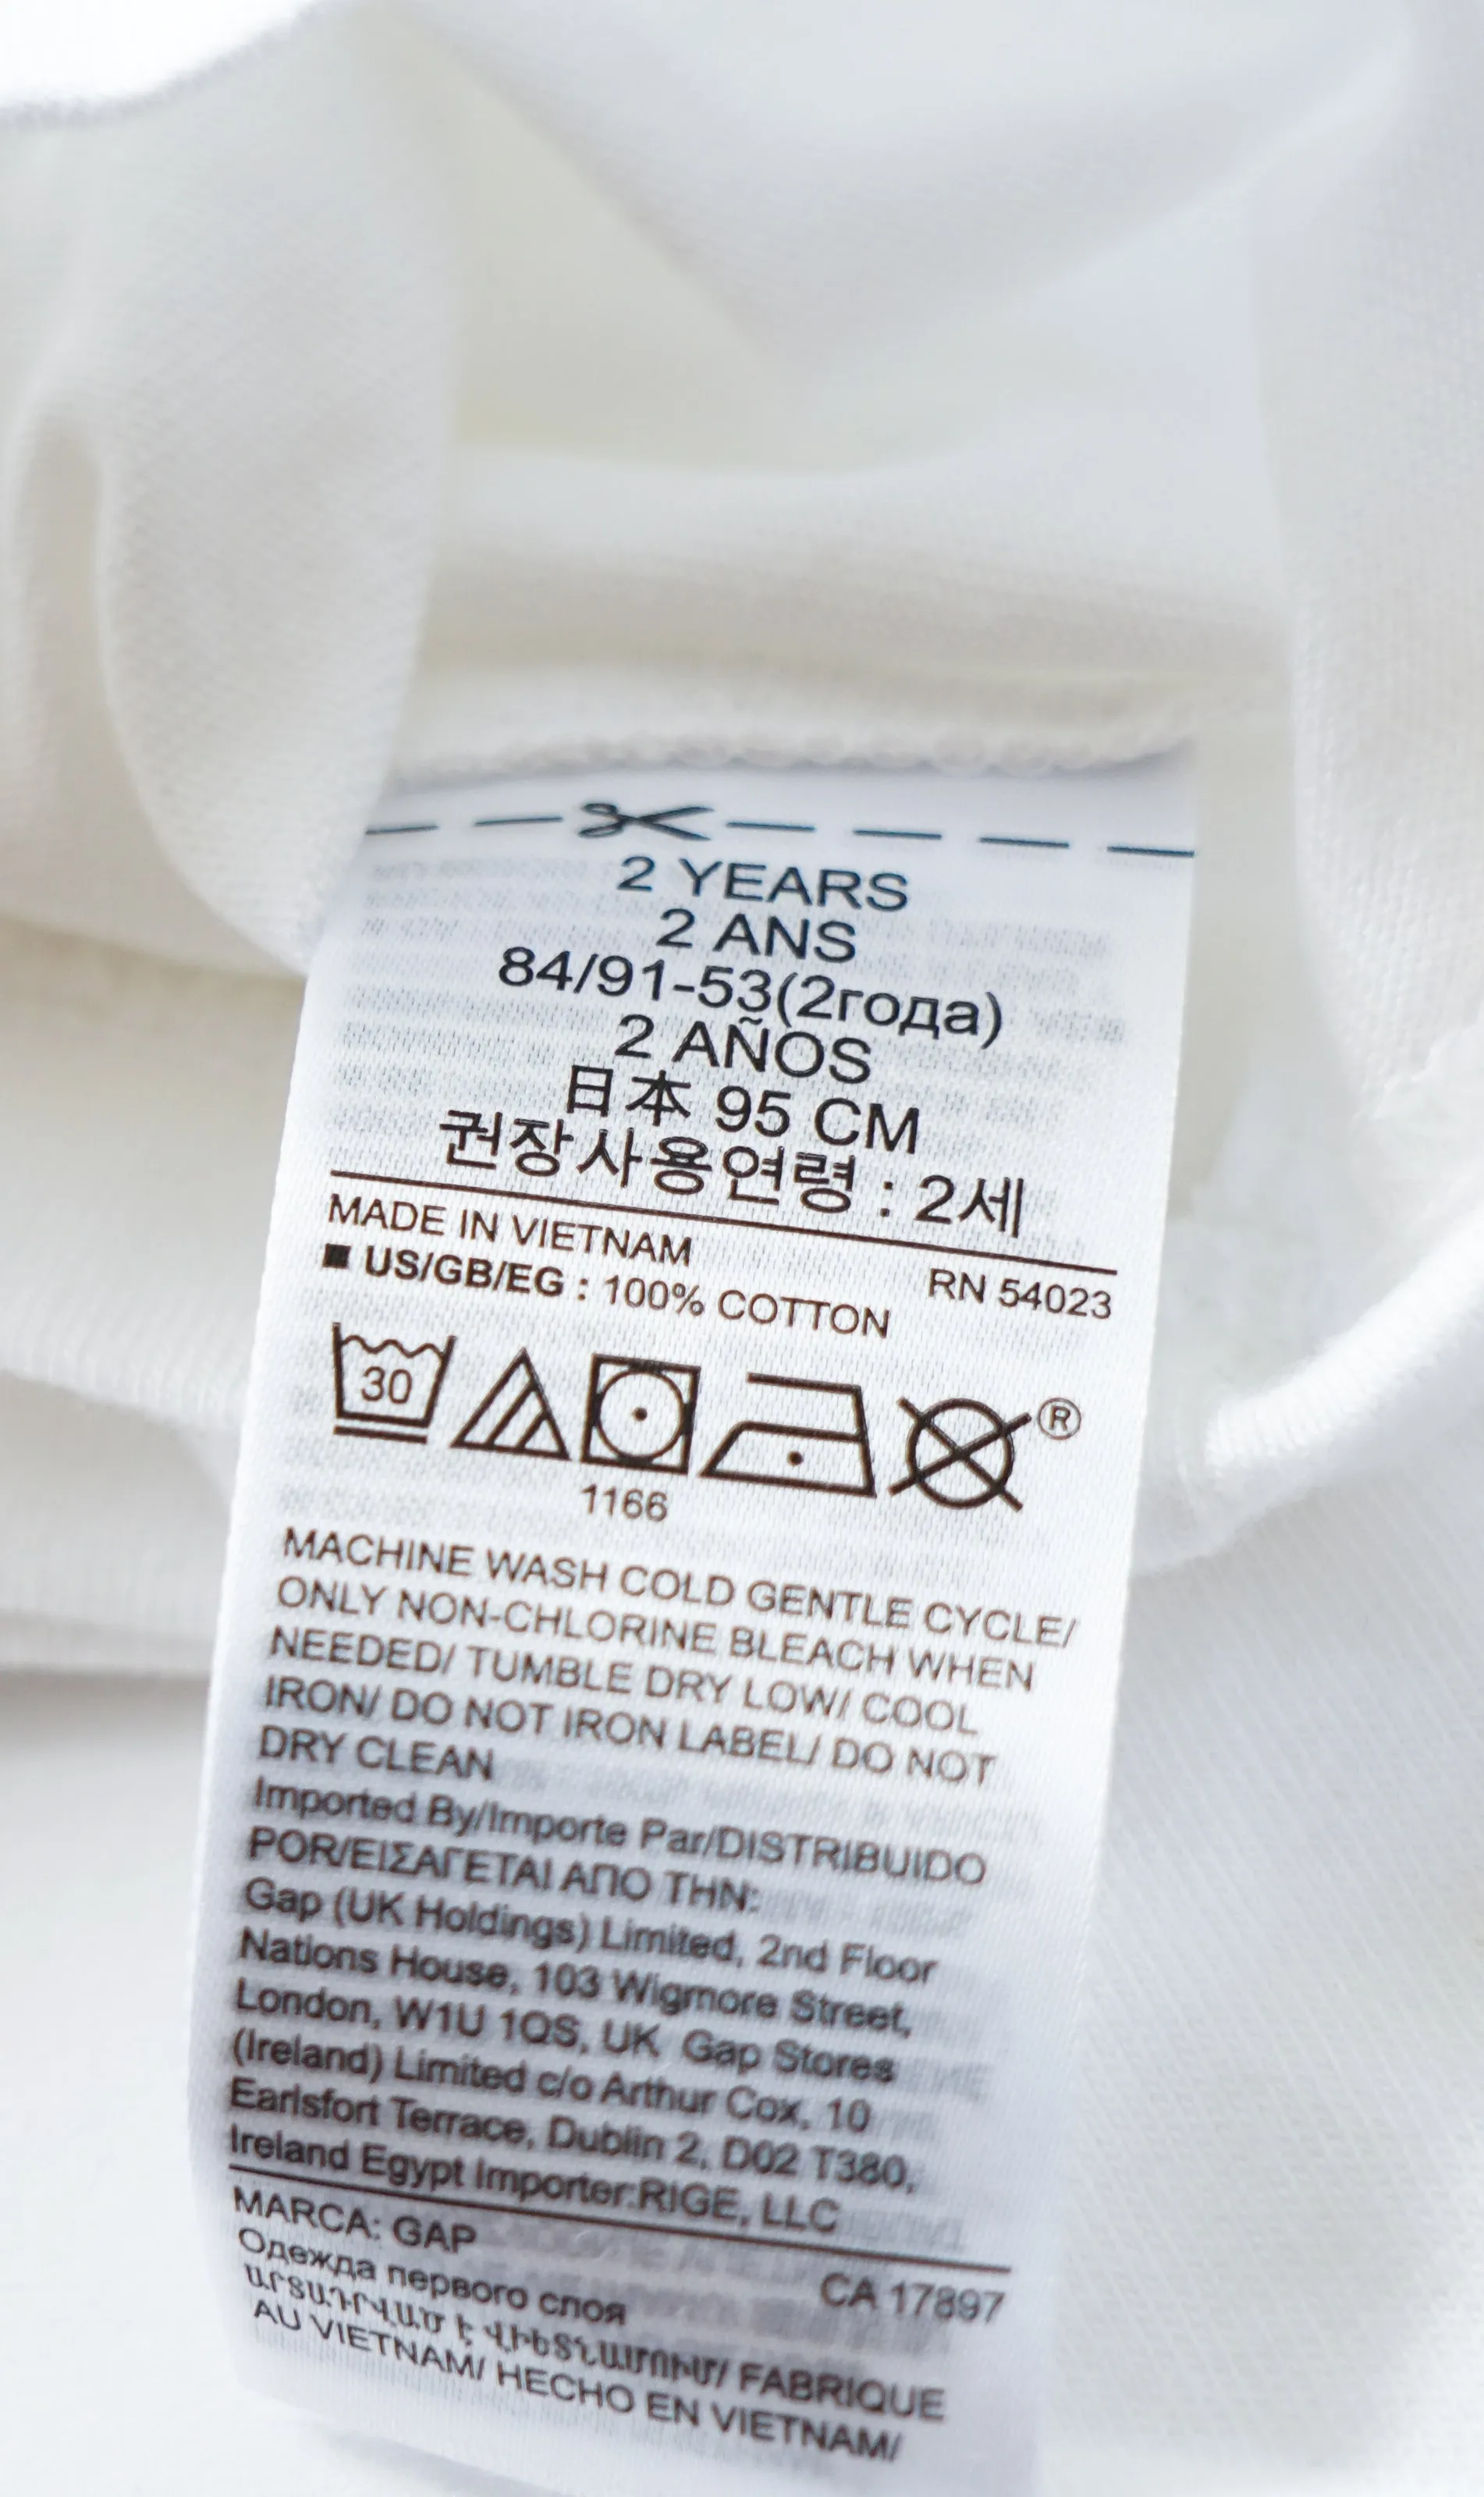 2 YEARS
2 ANS
84/91-53(2года)
2 AÑOS
日本 95 CM
권장사용연령 : 2세
MADE IN VIETNAM
RN 54023
■ US/GB/EG : 100% COTTON
30
®
1166
MACHINE WASH COLD GENTLE CYCLE/
ONLY NON-CHLORINE BLEACH WHEN
NEEDED/ TUMBLE DRY LOW/ COOL
IRON/ DO NOT IRON LABEL/ DO NOT
DRY CLEAN
Imported By/Importe Par/DISTRIBUIDO
POR/ΕΙΣΑΓΕΤΑΙ ΑΠΟ ΤΗΝ:
Gap (UK Holdings) Limited, 2nd Floor
Nations House, 103 Wigmore Street,
London, W1U 1QS, UK Gap Stores
(Ireland) Limited c/o Arthur Cox, 10
Earlsfort Terrace, Dublin 2, D02 T380,
Ireland Egypt Importer:RIGE, LLC
MARCA: GAP
CA 17897
Одежда первого слоя
ԱՐՏԱԴՐՎԱԾ Է ՎԻԵՏՆԱՄՈՒՄ/ FABRIQUE
AU VIETNAM/ HECHO EN VIETNAM/